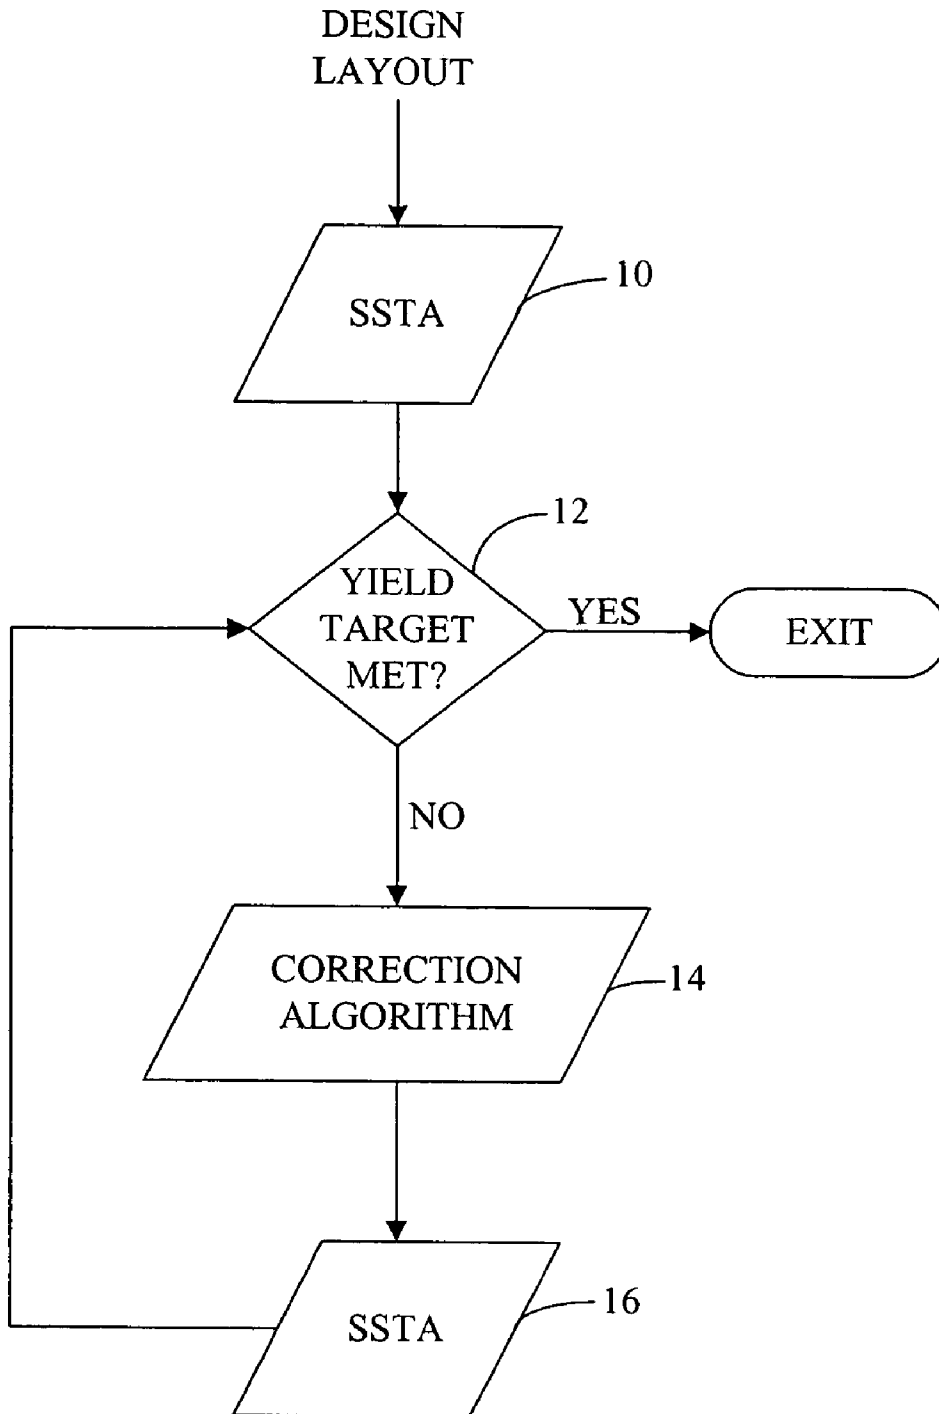 DESIGN
LAYOUT
SSTA
10
12
YIELD
TARGET
MET?
YES
EXIT
NO
CORRECTION
ALGORITHM
14
SSTA
16